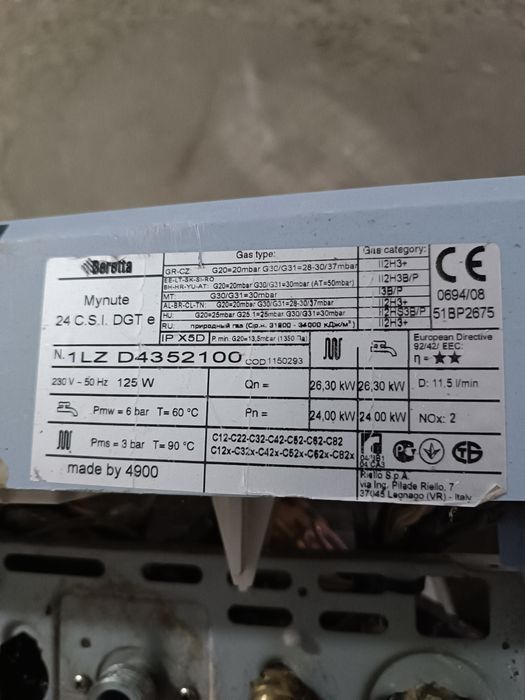 Beretta
Mynute
24 C.S.I. DGT e
Gas type:
Gas category:
GR-CZ: G20=20mbar G30/G31=28-30/37mbar II2H3+
EE-LT-SK-SI-RO
BH-HR-YU-AT: G20=20mbar G30/G31=30mbar (AT=50mbar) II2H3B/P
MT: G30/G31=30mbar I3B/P
AL-BR-CL-TN: G20=20mbar G30/G31=28-30/37mbar II2H3+
HU: G20=25mbar G25.1=25mbar G30/G31=30mbar II2HS3B/P
RU: природный газ II2H3+
CE
0694/08
51BP2675
IP X5D P. min. G20=13,5mbar (1350 Па)
European Directive
92/42/ EEC:
η = ★★
N. 1LZ D4352100 COD 1150293
230 V - 50 Hz 125 W
Qn =
26,30 kW 26,30 kW
D: 11,5 l/min
Pmw = 6 bar T= 60 °C
Pn =
24,00 kW 24,00 kW
NOx: 2
Pms = 3 bar T= 90 °C
C12-C22-C32-C42-C52-C62-C82
C12x-C32x-C42x-C52x-C62x-C82x
made by 4900
Riello S.p.A.
via Ing. Pilade Riello, 7
37045 Legnago (VR) - Italy